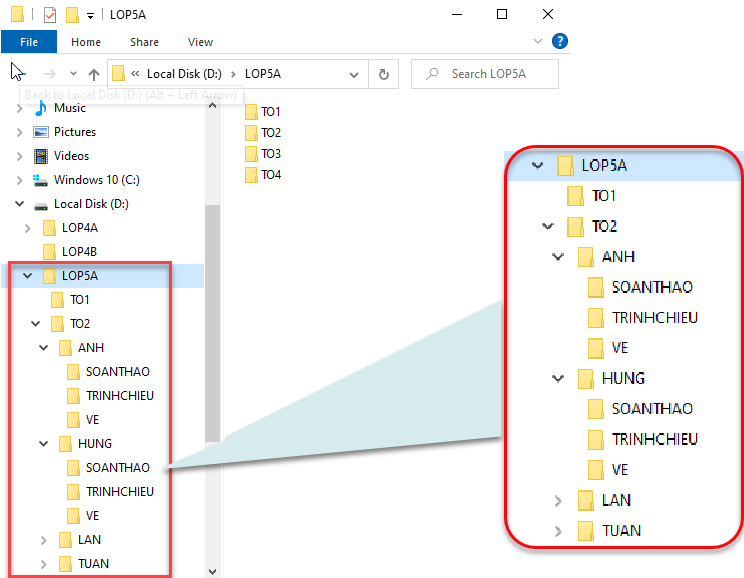 LOP5A
File Home Share View
Local Disk (D:) LOP5A
Search LOP5A
Back to Local Disk (D:) (Alt + Left Arrow)
Music
Pictures
Videos
Windows 10 (C:)
Local Disk (D:)
LOP4A
LOP4B
LOP5A
TO1
TO2
ANH
SOANTHAO
TRINHCHIEU
VE
HUNG
SOANTHAO
TRINHCHIEU
VE
LAN
TUAN
TO1
TO2
TO3
TO4
LOP5A
TO1
TO2
ANH
SOANTHAO
TRINHCHIEU
VE
HUNG
SOANTHAO
TRINHCHIEU
VE
LAN
TUAN